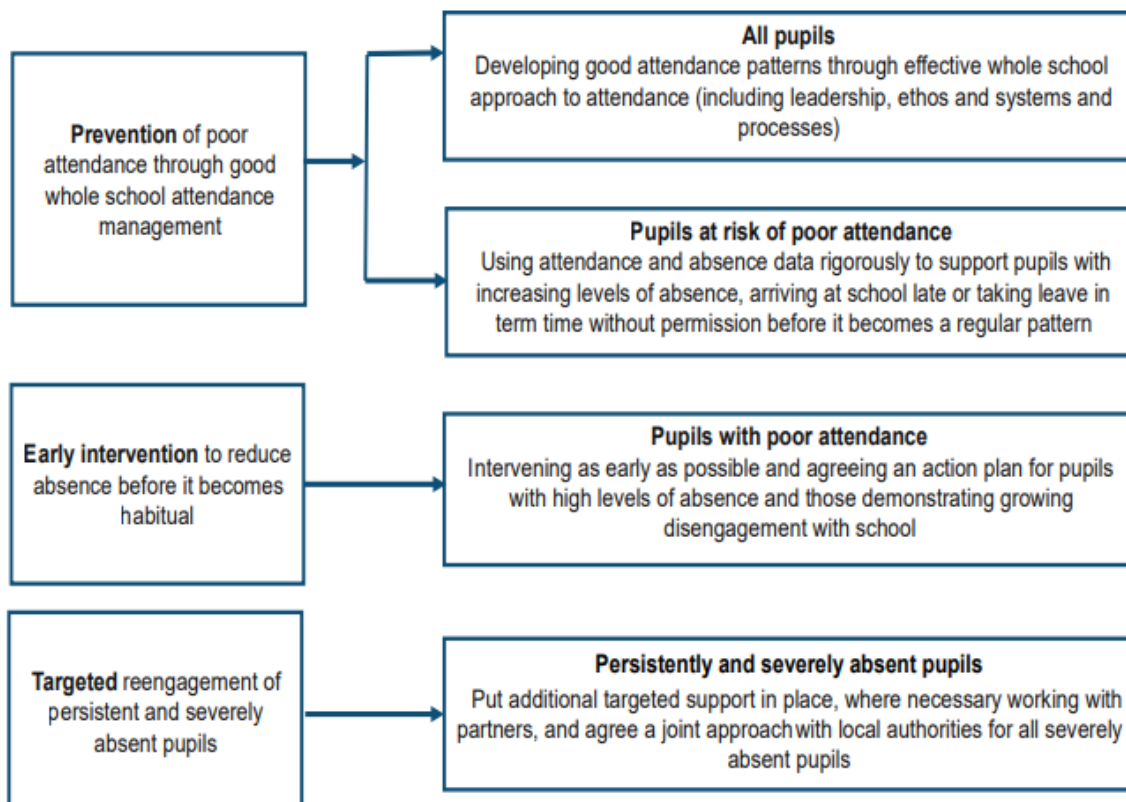 Prevention of poor
attendance through good
whole school attendance
management
All pupils
Developing good attendance patterns through effective whole school
approach to attendance (including leadership, ethos and systems and
processes)
Pupils at risk of poor attendance
Using attendance and absence data rigorously to support pupils with
increasing levels of absence, arriving at school late or taking leave in
term time without permission before it becomes a regular pattern
Early intervention to reduce
absence before it becomes
habitual
Pupils with poor attendance
Intervening as early as possible and agreeing an action plan for pupils
with high levels of absence and those demonstrating growing
disengagement with school
Targeted reengagement of
persistent and severely
absent pupils
Persistently and severely absent pupils
Put additional targeted support in place, where necessary working with
partners, and agree a joint approach with local authorities for all severely
absent pupils